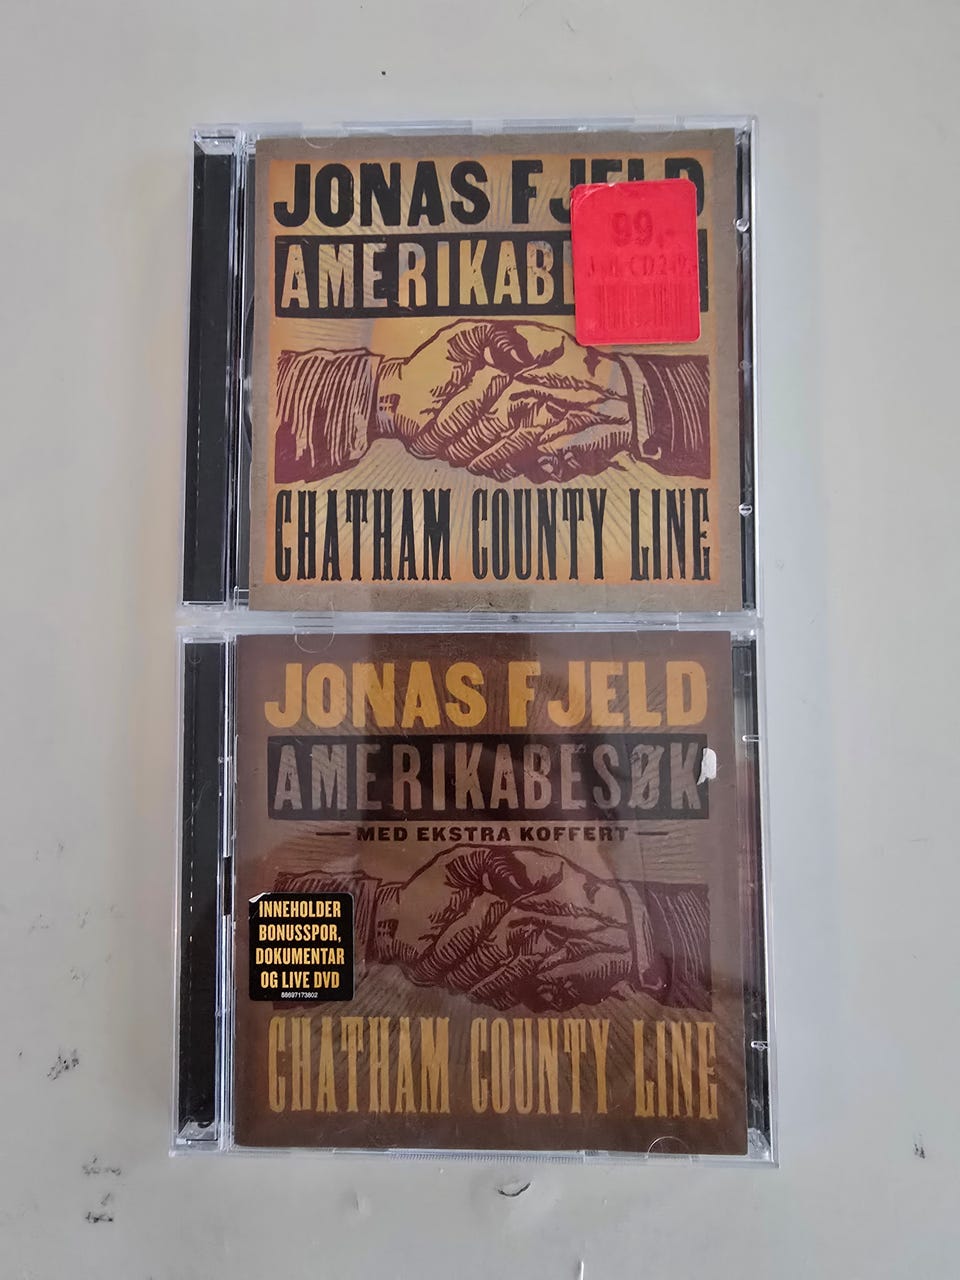 JONAS FJELD
AMERIKAB
99,-
CHATHAM COUNTY LINE
JONAS FJELD
AMERIKABESØK
—MED EKSTRA KOFFERT—
INNEHOLDER
BONUSSPOR,
DOKUMENTAR
OG LIVE DVD
88697173802
CHATHAM COUNTY LINE